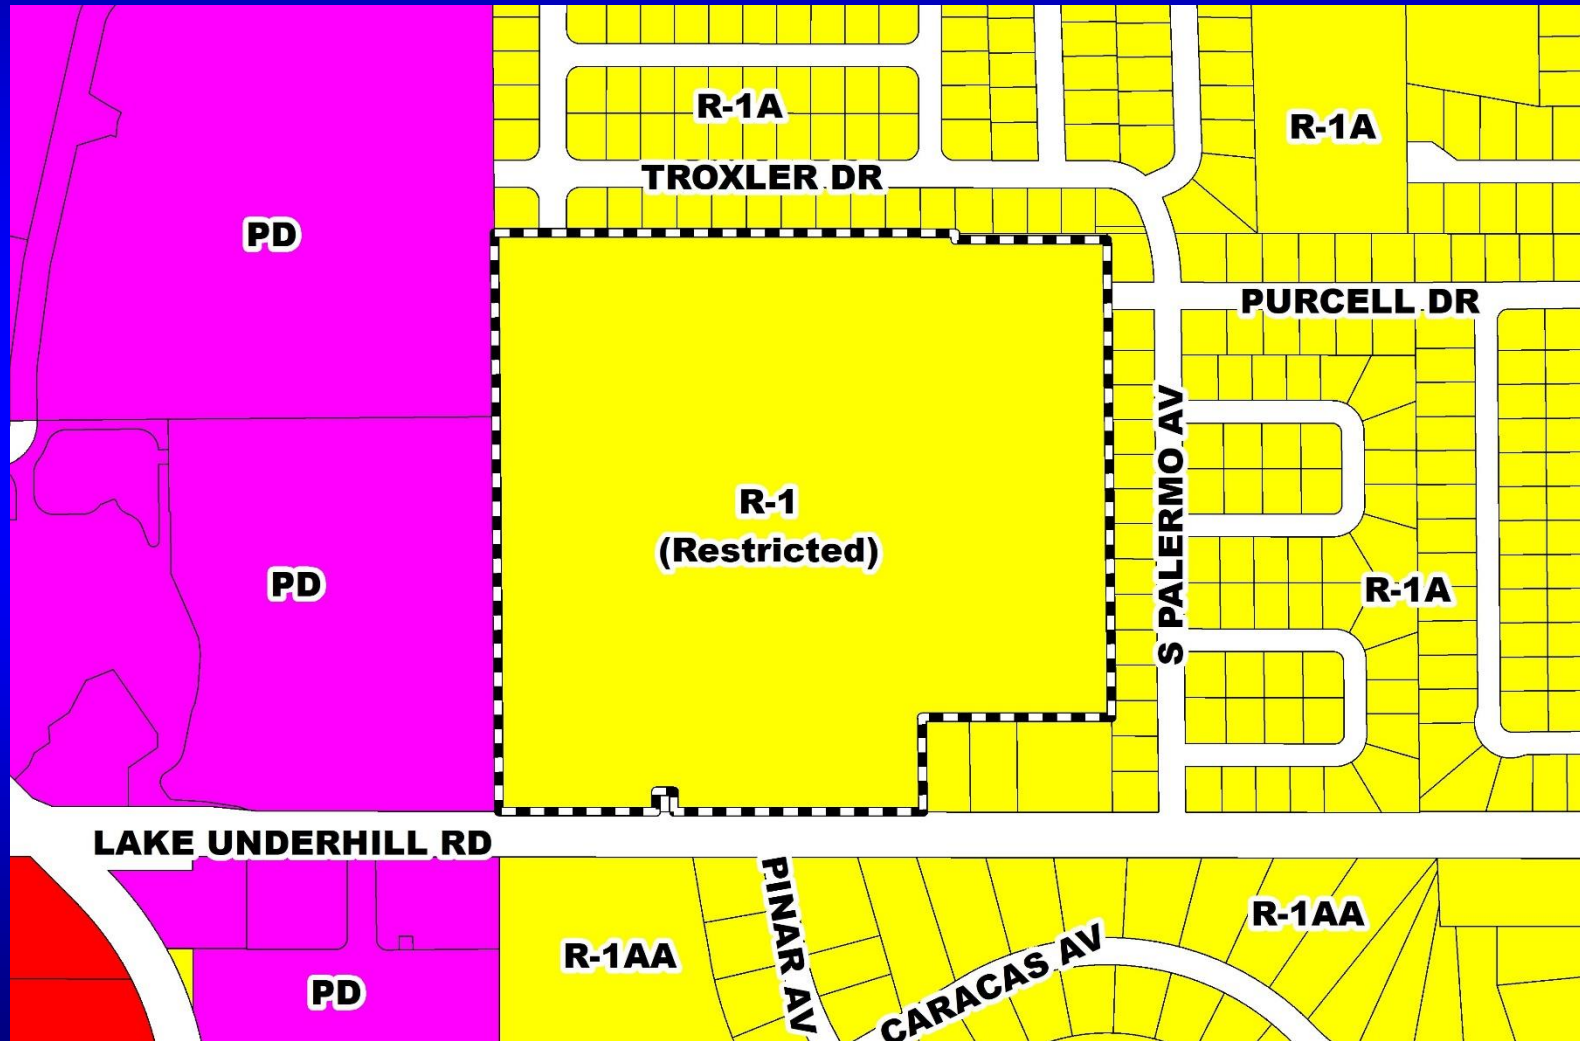 R-1A
R-1A
TROXLER DR
PD
PURCELL DR
S PALERMO AV
R-1
(Restricted)
PD
R-1A
LAKE UNDERHILL RD
PINAR AV
R-1AA
R-1AA
CARACAS AV
PD